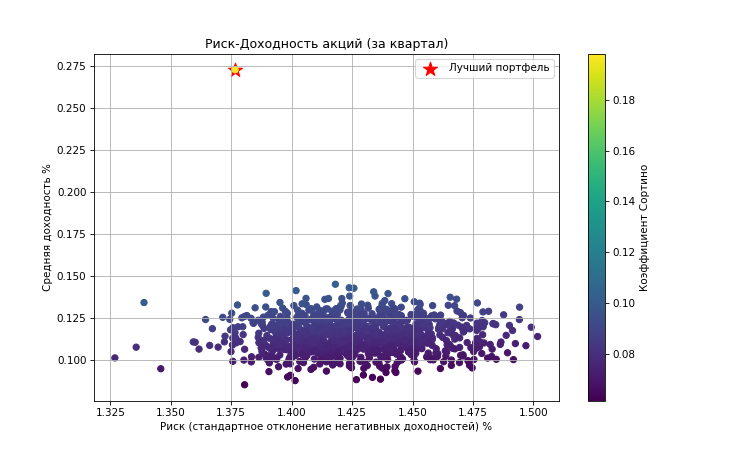 Риск-Доходность акций (за квартал)
Лучший портфель
Средняя доходность %
0.275
0.250
0.225
0.200
0.175
0.150
0.125
0.100
1.325 1.350 1.375 1.400 1.425 1.450 1.475 1.500
Риск (стандартное отклонение негативных доходностей) %
0.18
0.16
0.14
0.12
0.10
0.08
Коэффициент Сортино